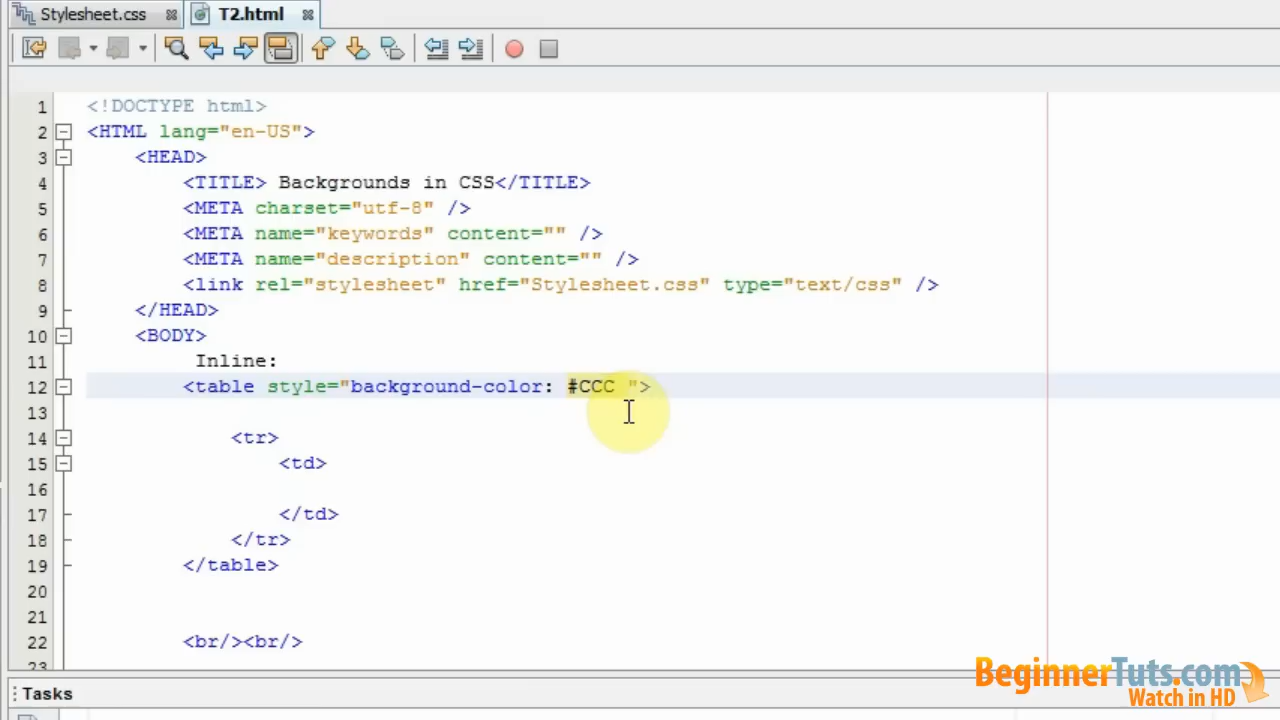 Stylesheet.css T2.html
1 <!DOCTYPE html>
2 <HTML lang="en-US">
3 <HEAD>
4 <TITLE> Backgrounds in CSS</TITLE>
5 <META charset="utf-8" />
6 <META name="keywords" content="" />
7 <META name="description" content="" />
8 <link rel="stylesheet" href="Stylesheet.css" type="text/css" />
9 </HEAD>
10 <BODY>
11 Inline:
12 <table style="background-color: #CCC ">
13
14 <tr>
15 <td>
16
17 </td>
18 </tr>
19 </table>
20
21
22 <br/><br/>
23
Tasks
BeginnerTuts.com
Watch in HD